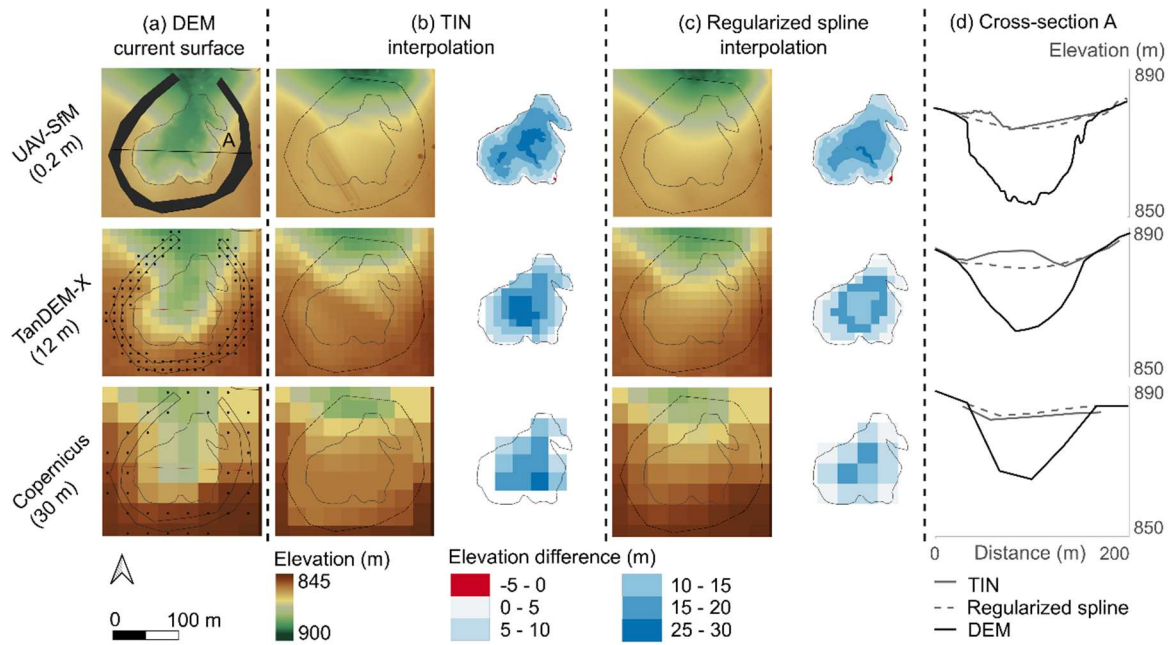 (a) DEM
current surface
(b) TIN
interpolation
(c) Regularized spline
interpolation
(d) Cross-section A
Elevation (m)
UAV-SfM
(0.2 m)
A
890
850
TanDEM-X
(12 m)
890
850
Copernicus
(30 m)
890
850
0 Distance (m) 200
0 100 m
Elevation (m)
845
900
Elevation difference (m)
-5 - 0
0 - 5
5 - 10
10 - 15
15 - 20
25 - 30
TIN
Regularized spline
DEM